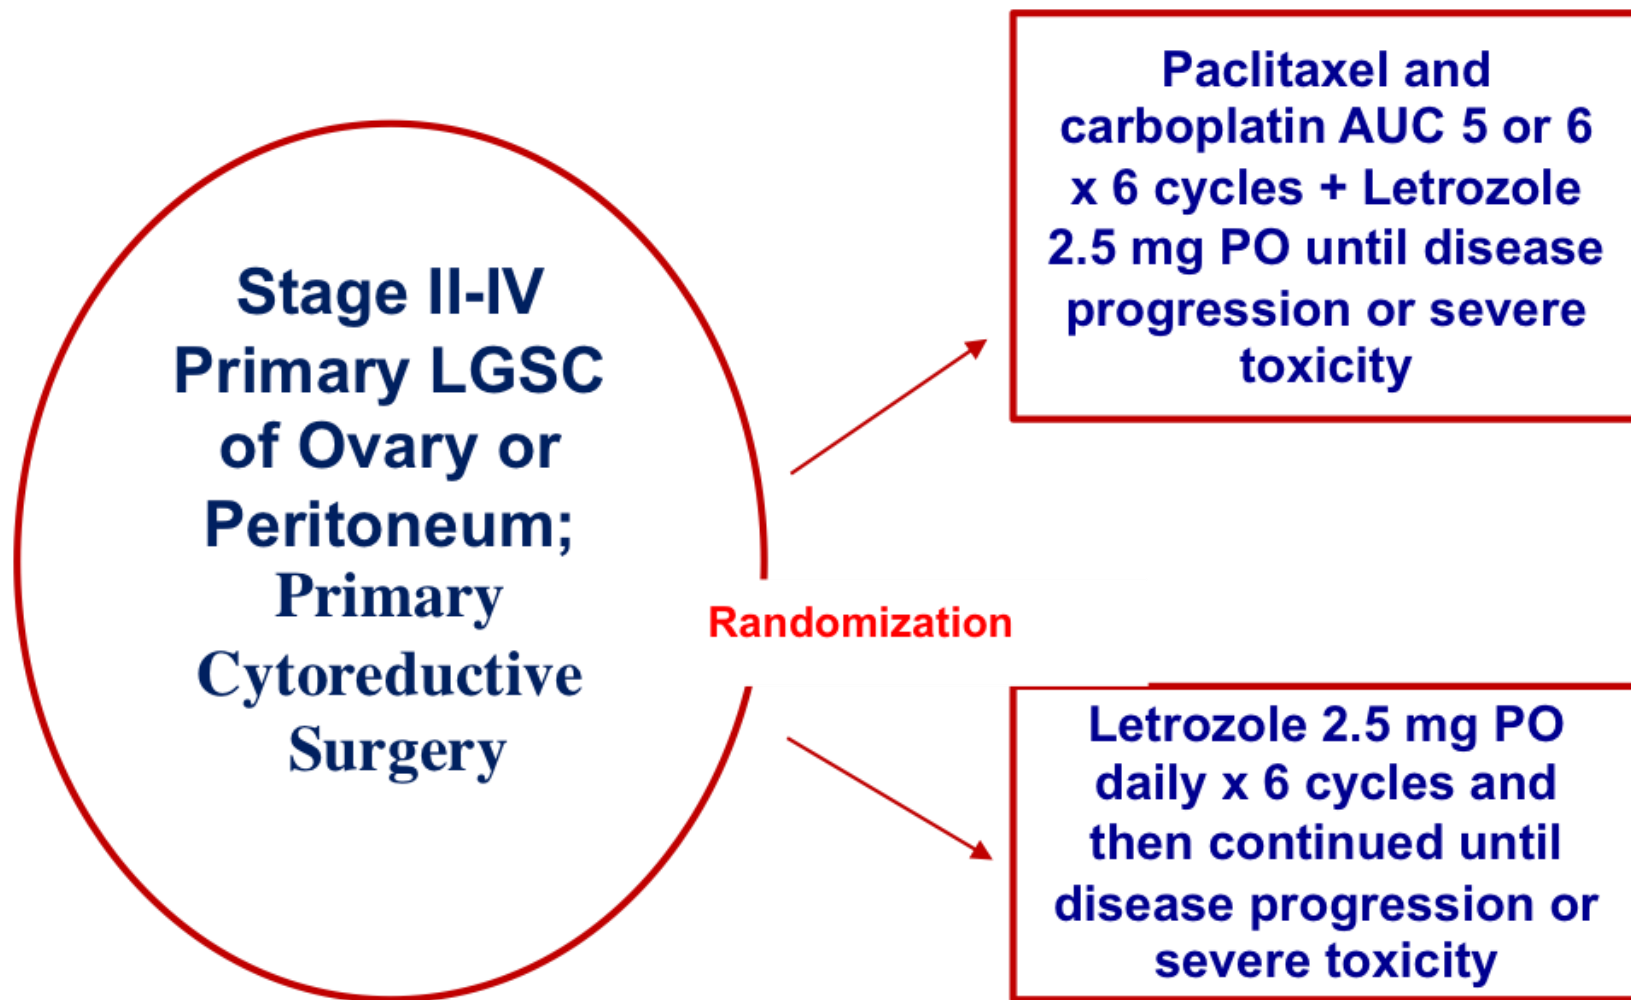 Stage II-IV
Primary LGSC
of Ovary or
Peritoneum;
Primary
Cytoreductive
Surgery
Randomization
Paclitaxel and
carboplatin AUC 5 or 6
x 6 cycles + Letrozole
2.5 mg PO until disease
progression or severe
toxicity
Letrozole 2.5 mg PO
daily x 6 cycles and
then continued until
disease progression or
severe toxicity